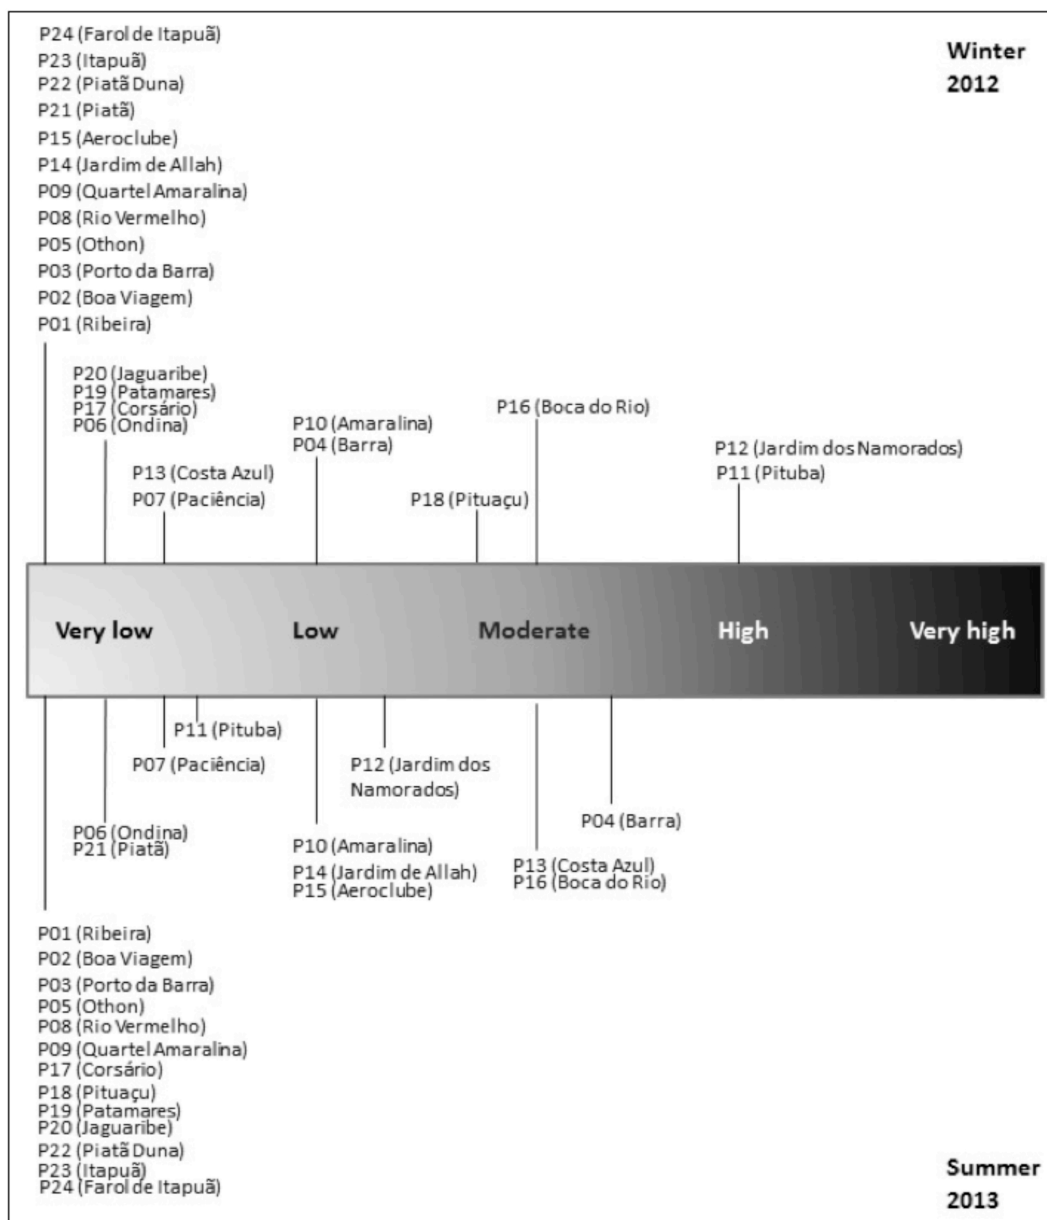 P24 (Farol de Itapuã)
P23 (Itapuã)
P22 (Piatã Duna)
P21 (Piatã)
P15 (Aeroclube)
P14 (Jardim de Allah)
P09 (Quartel Amaralina)
P08 (Rio Vermelho)
P05 (Othon)
P03 (Porto da Barra)
P02 (Boa Viagem)
P01 (Ribeira)
Winter
2012
P20 (Jaguaribe)
P19 (Patamares)
P17 (Corsário)
P06 (Ondina)
P13 (Costa Azul)
P07 (Paciência)
P10 (Amaralina)
P04 (Barra)
P18 (Pituaçu)
P16 (Boca do Rio)
P12 (Jardim dos Namorados)
P11 (Pituba)
Very low
Low
Moderate
High
Very high
P11 (Pituba)
P07 (Paciência)
P06 (Ondina)
P21 (Piatã)
P12 (Jardim dos
Namorados)
P10 (Amaralina)
P14 (Jardim de Allah)
P15 (Aeroclube)
P04 (Barra)
P13 (Costa Azul)
P16 (Boca do Rio)
P01 (Ribeira)
P02 (Boa Viagem)
P03 (Porto da Barra)
P05 (Othon)
P08 (Rio Vermelho)
P09 (Quartel Amaralina)
P17 (Corsário)
P18 (Pituaçu)
P19 (Patamares)
P20 (Jaguaribe)
P22 (Piatã Duna)
P23 (Itapuã)
P24 (Farol de Itapuã)
Summer
2013